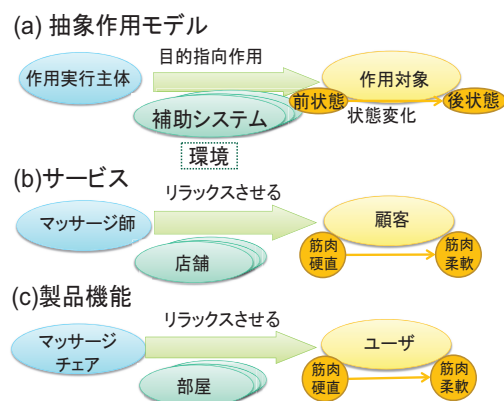 (a) 抽象作用モデル
目的指向作用
作用実行主体
作用対象
前状態
後状態
状態変化
補助システム
環境
(b)サービス
リラックスさせる
マッサージ師
顧客
店舗
筋肉
硬直
筋肉
柔軟
(c)製品機能
リラックスさせる
マッサージ
チェア
ユーザ
部屋
筋肉
硬直
筋肉
柔軟